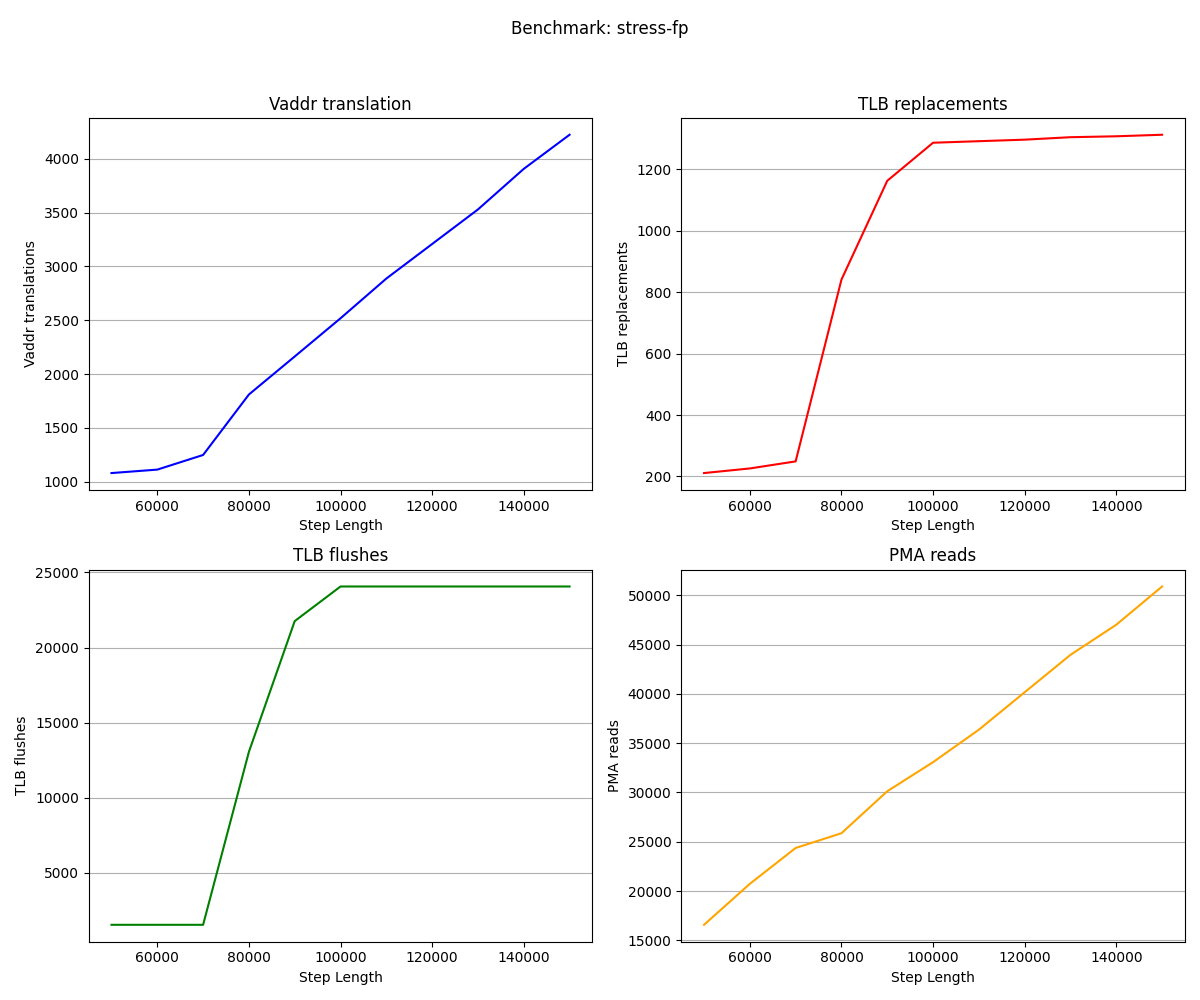 Benchmark: stress-fp
Vaddr translation
Vaddr translations
4000
3500
3000
2500
2000
1500
1000
60000 80000 100000 120000 140000
Step Length
TLB replacements
TLB replacements
1200
1000
800
600
400
200
60000 80000 100000 120000 140000
Step Length
TLB flushes
TLB flushes
25000
20000
15000
10000
5000
60000 80000 100000 120000 140000
Step Length
PMA reads
PMA reads
50000
45000
40000
35000
30000
25000
20000
15000
60000 80000 100000 120000 140000
Step Length